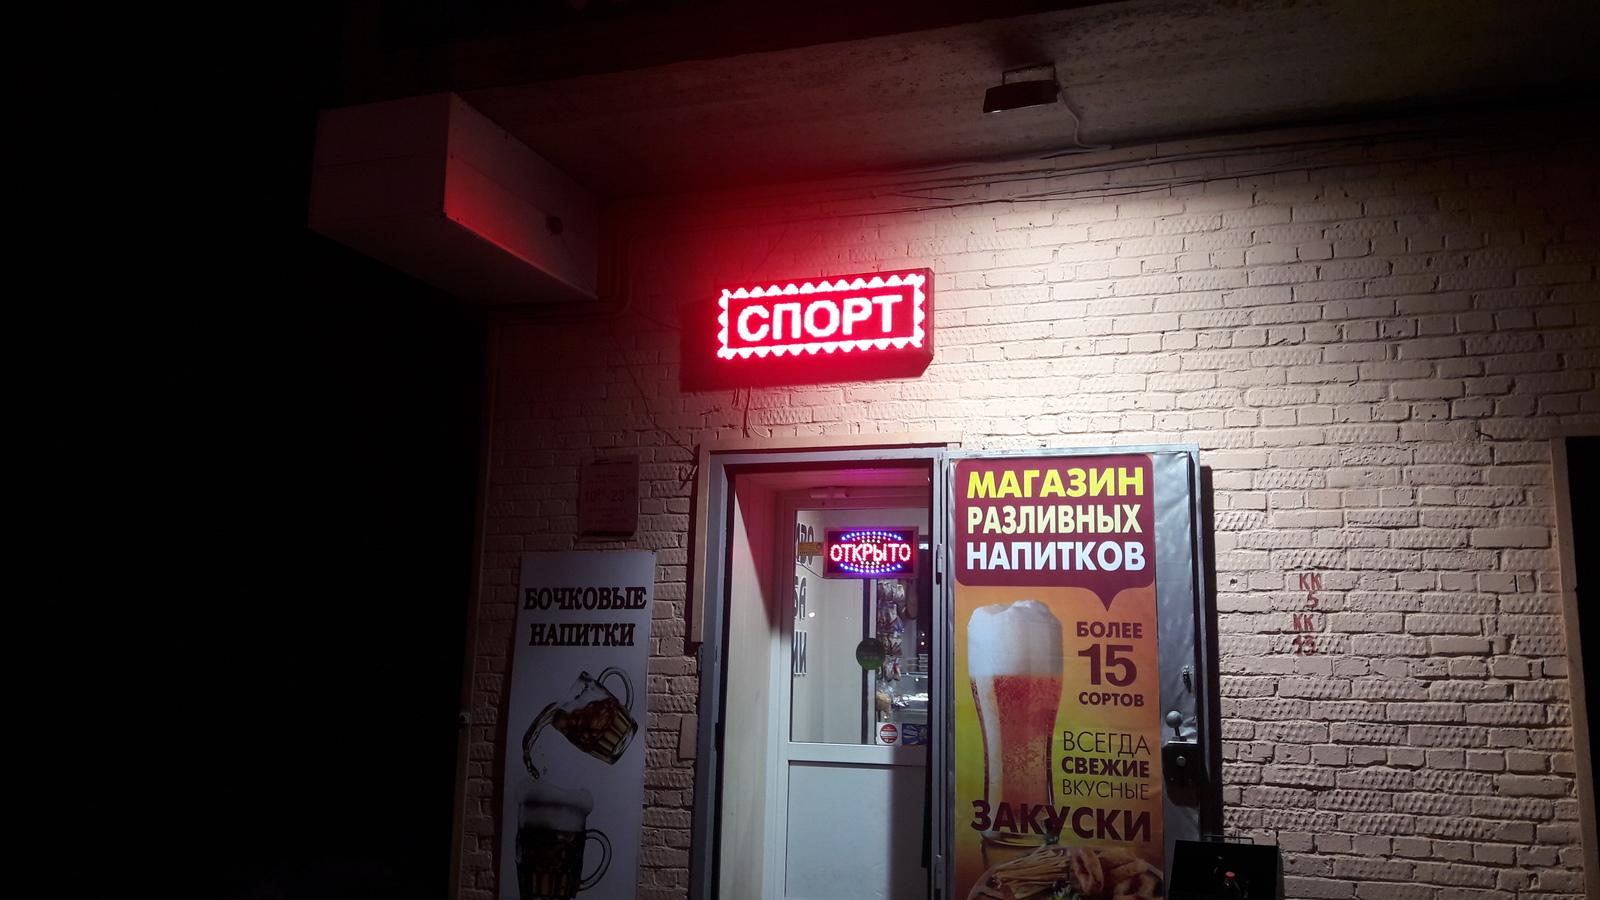 СПОРТ
ОТКРЫТО
БОЧКОВЫЕ
НАПИТКИ
МАГАЗИН
РАЗЛИВНЫХ
НАПИТКОВ
БОЛЕЕ
15
СОРТОВ
ВСЕГДА
СВЕЖИЕ
ВКУСНЫЕ
ЗАКУСКИ
КК
5
КК
13